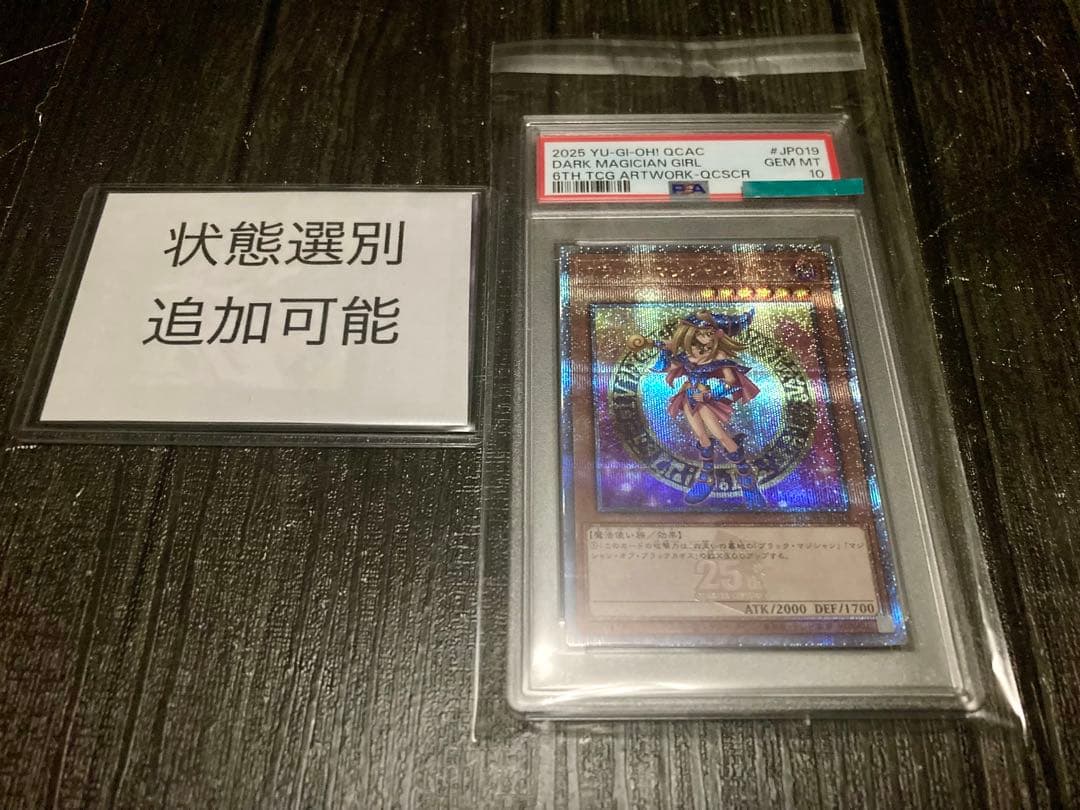 状態選別
追加可能
2025 YU-GI-OH! QCAC #JP019
DARK MAGICIAN GIRL GEM MT
6TH TCG ARTWORK-QCSCR 10
PSA
【魔法使い族/効果】
25
ATK/2000 DEF/1700